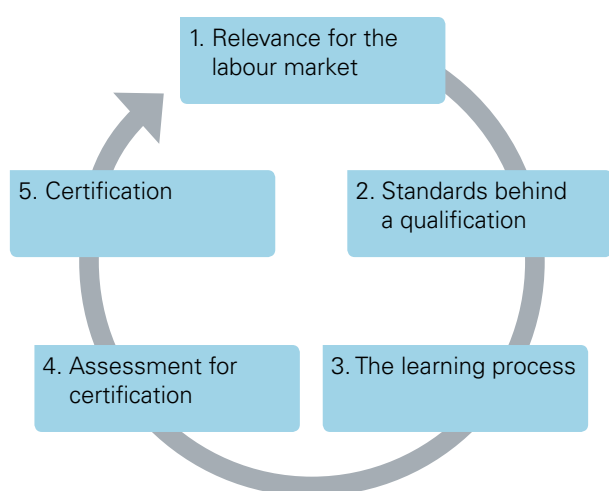 1. Relevance for the
labour market
2. Standards behind
a qualification
3. The learning process
4. Assessment for
certification
5. Certification